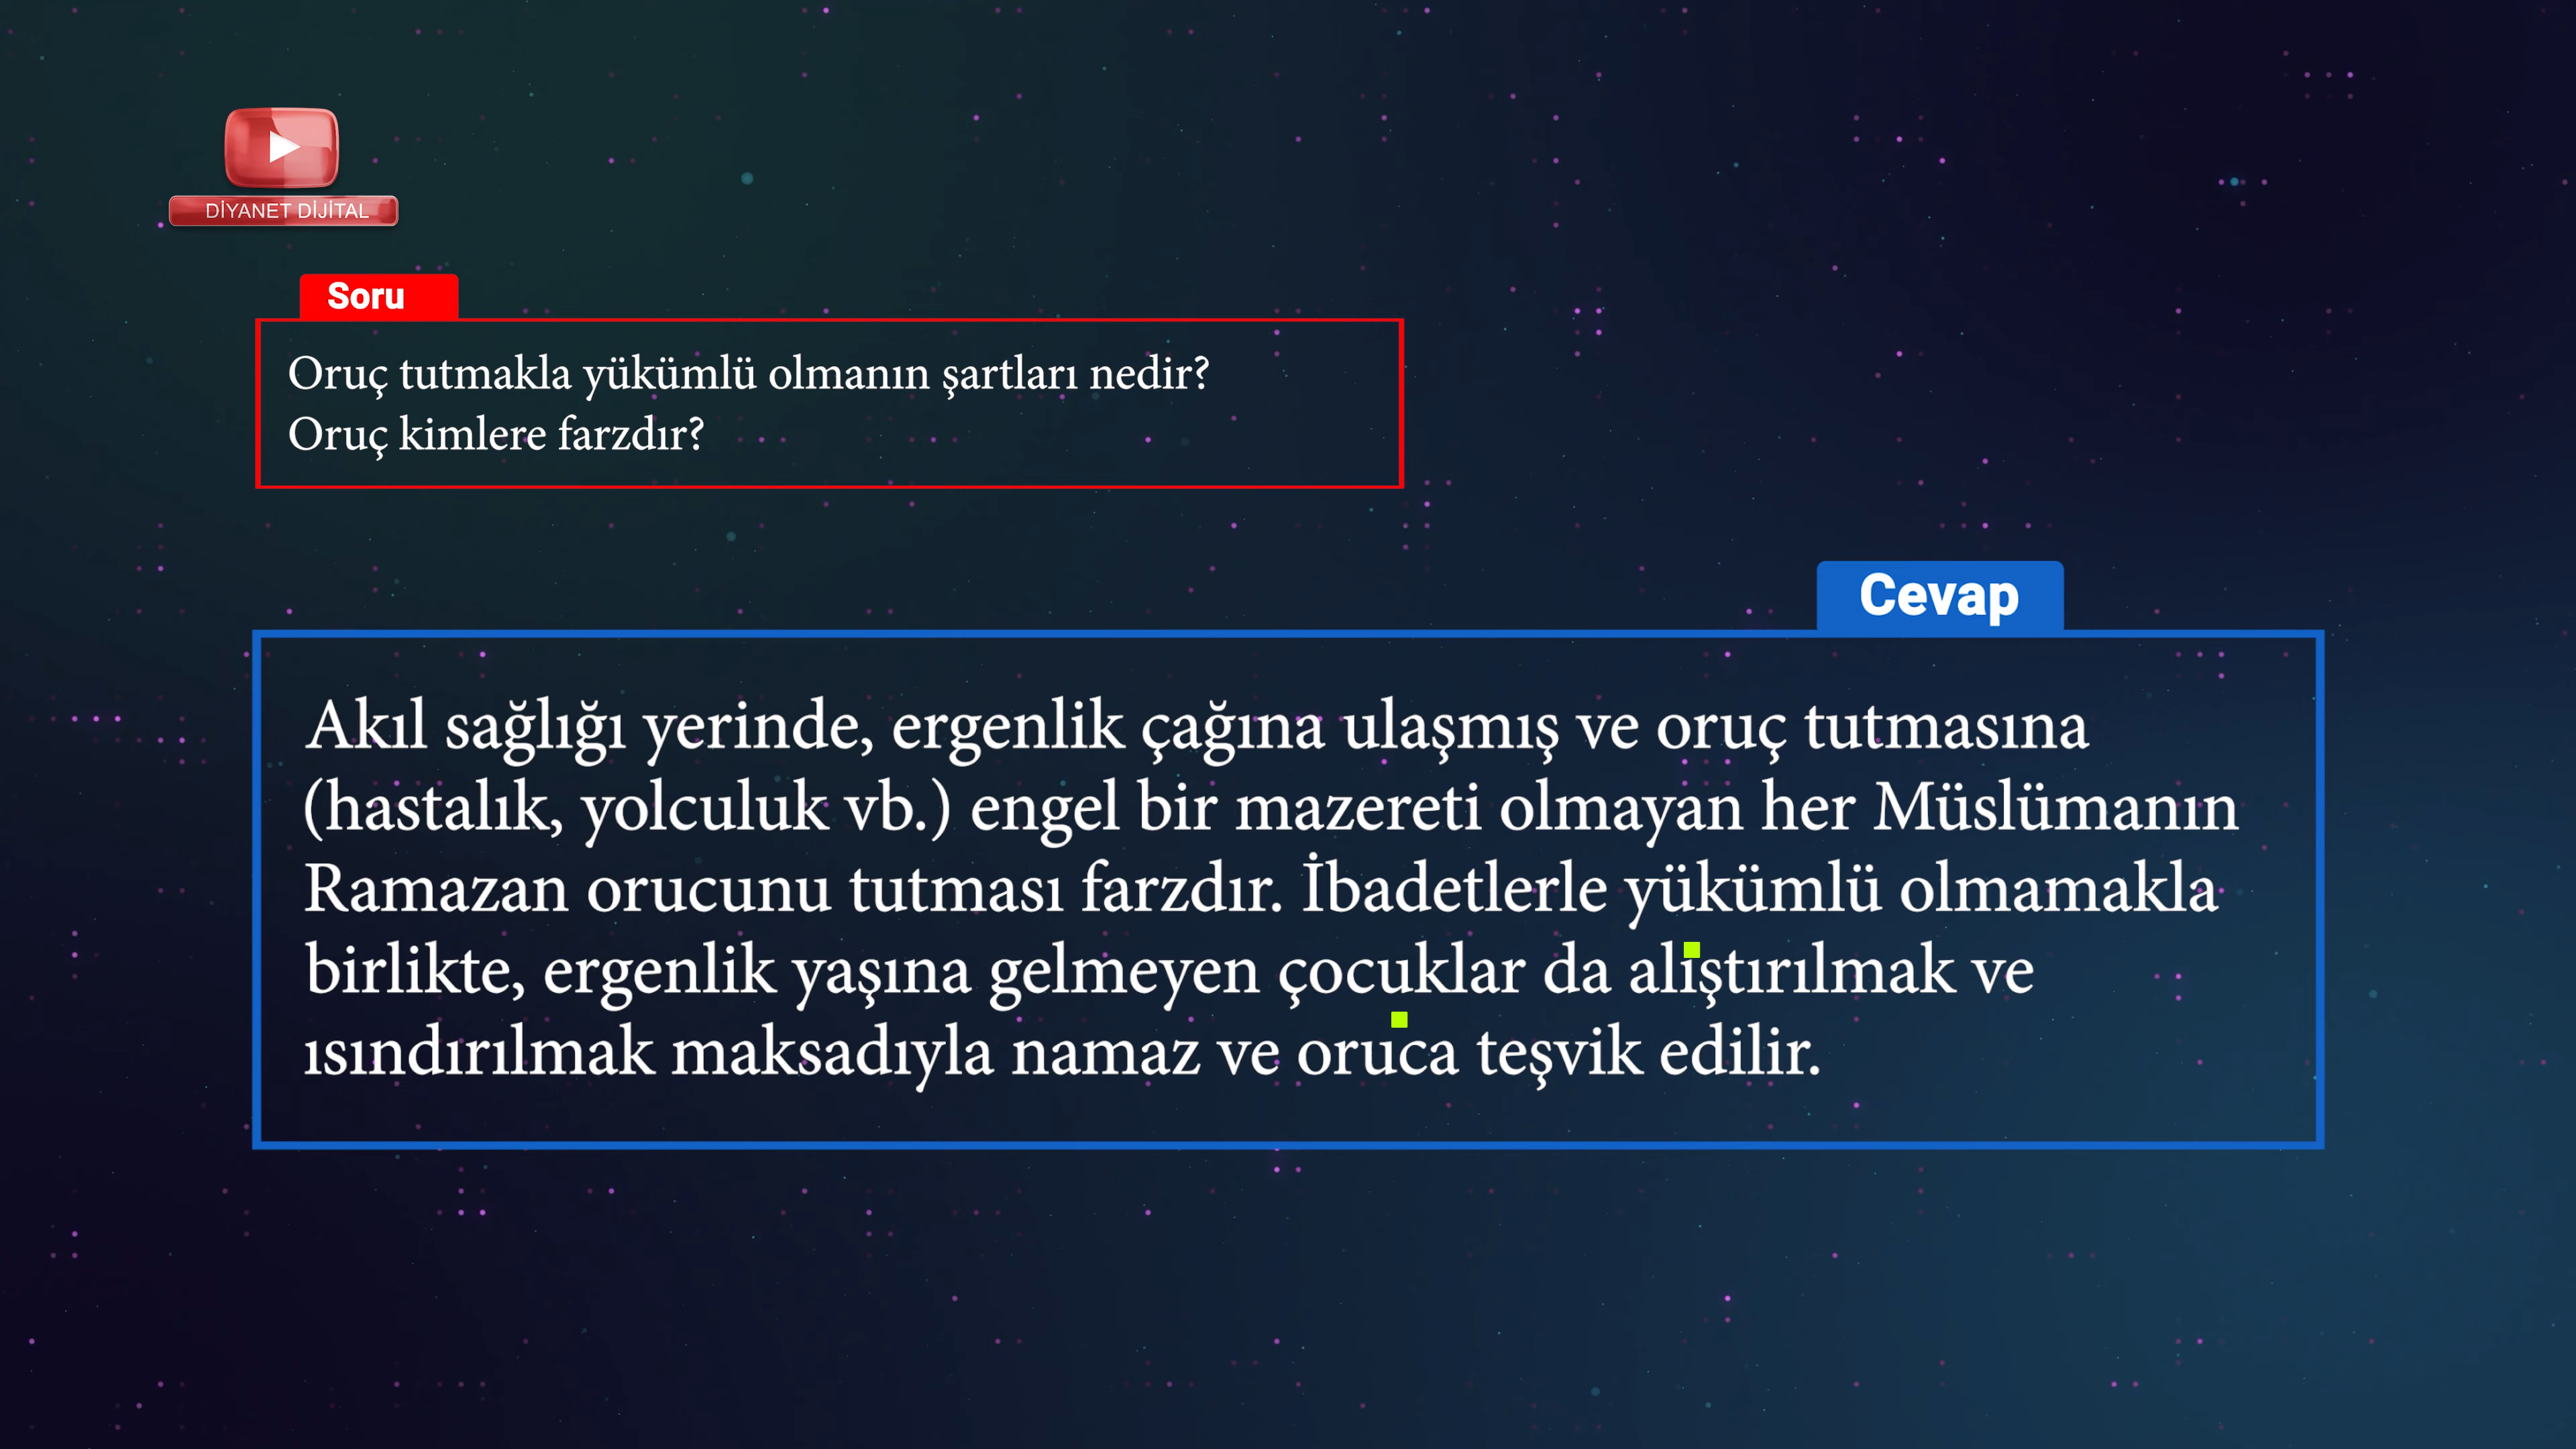 DİYANET DİJİTAL
Soru
Oruç tutmakla yükümlü olmanın şartları nedir?
Oruç kimlere farzdır?
Cevap
Akıl sağlığı yerinde, ergenlik çağına ulaşmış ve oruç tutmasına
(hastalık, yolculuk vb.) engel bir mazereti olmayan her Müslümanın
Ramazan orucunu tutması farzdır. İbadetlerle yükümlü olmamakla
birlikte, ergenlik yaşına gelmeyen çocuklar da alıştırılmak ve
ısındırılmak maksadıyla namaz ve oruca teşvik edilir.